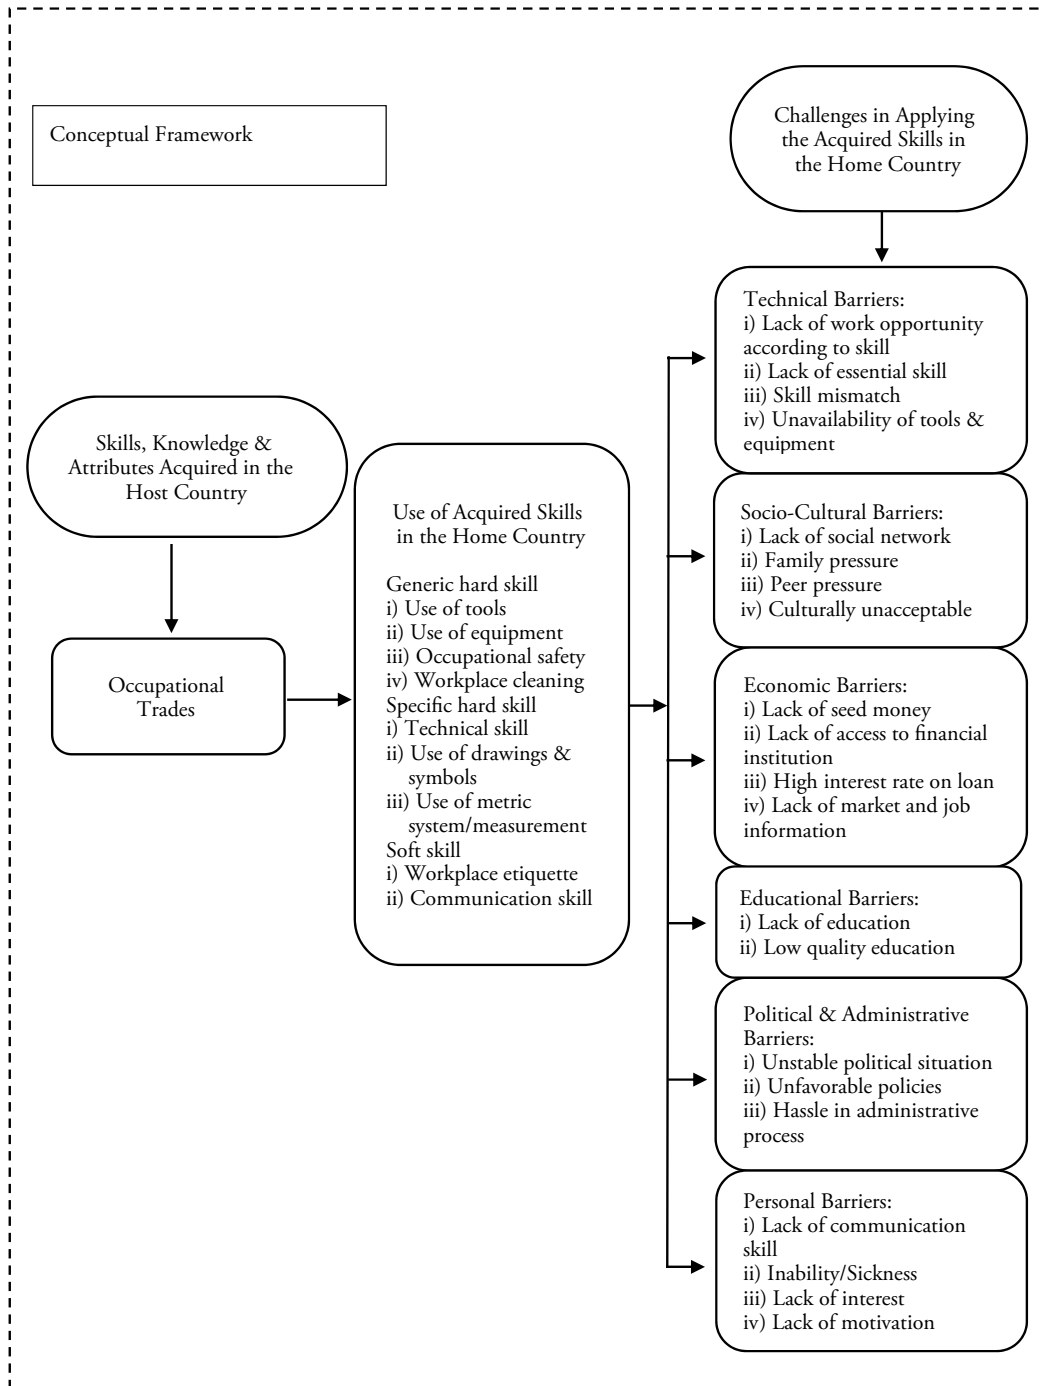 Conceptual Framework
Challenges in Applying
the Acquired Skills in
the Home Country
Skills, Knowledge &
Attributes Acquired in the
Host Country
Occupational
Trades
Use of Acquired Skills
in the Home Country
Generic hard skill
i) Use of tools
ii) Use of equipment
iii) Occupational safety
iv) Workplace cleaning
Specific hard skill
i) Technical skill
ii) Use of drawings &
symbols
iii) Use of metric
system/measurement
Soft skill
i) Workplace etiquette
ii) Communication skill
Technical Barriers:
i) Lack of work opportunity
according to skill
ii) Lack of essential skill
iii) Skill mismatch
iv) Unavailability of tools &
equipment
Socio-Cultural Barriers:
i) Lack of social network
ii) Family pressure
iii) Peer pressure
iv) Culturally unacceptable
Economic Barriers:
i) Lack of seed money
ii) Lack of access to financial
institution
iii) High interest rate on loan
iv) Lack of market and job
information
Educational Barriers:
i) Lack of education
ii) Low quality education
Political & Administrative
Barriers:
i) Unstable political situation
ii) Unfavorable policies
iii) Hassle in administrative
process
Personal Barriers:
i) Lack of communication
skill
ii) Inability/Sickness
iii) Lack of interest
iv) Lack of motivation